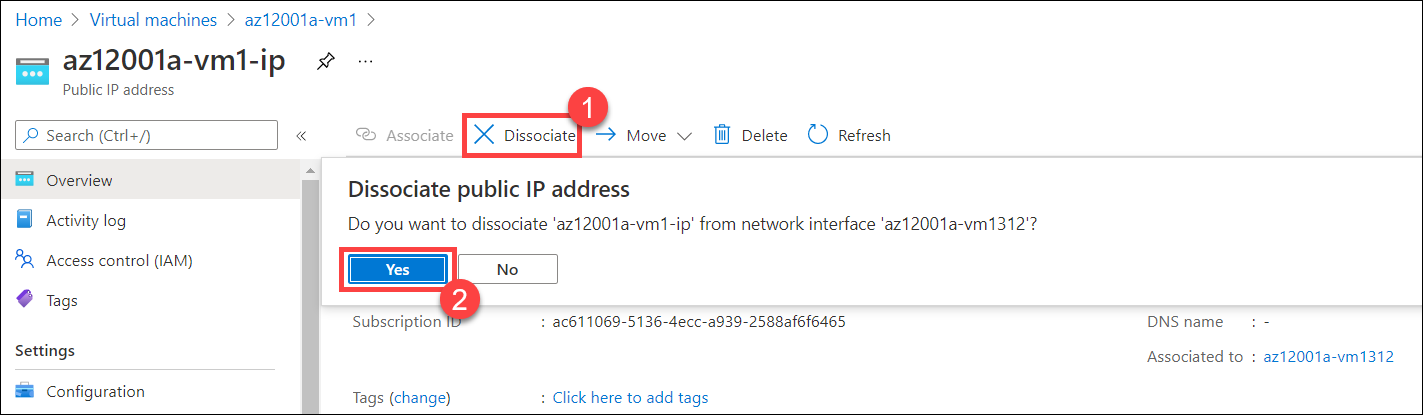 Home > Virtual machines > az12001a-vm1 >
az12001a-vm1-ip
Public IP address
1
Search (Ctrl+/)
Associate Dissociate Move Delete Refresh
Overview
Activity log
Access control (IAM)
Tags
Settings
Configuration
Dissociate public IP address
Do you want to dissociate 'az12001a-vm1-ip' from network interface 'az12001a-vm1312'?
Yes No
2
Subscription ID : ac611069-5136-4ecc-a939-2588af6f6465
DNS name : -
Associated to : az12001a-vm1312
Tags (change) : Click here to add tags